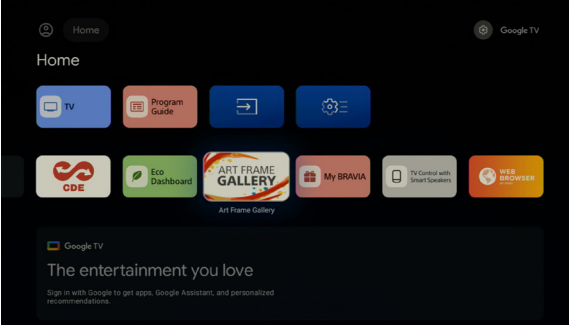 Home
Google TV
Home
TV
Program
Guide
CDE
Eco
Dashboard
ART FRAME
GALLERY
My BRAVIA
TV Control with
Smart Speakers
WEB
BROWSER
Art Frame Gallery
Google TV
The entertainment you love
Sign in with Google to get apps, Google Assistant, and personalized
recommendations.